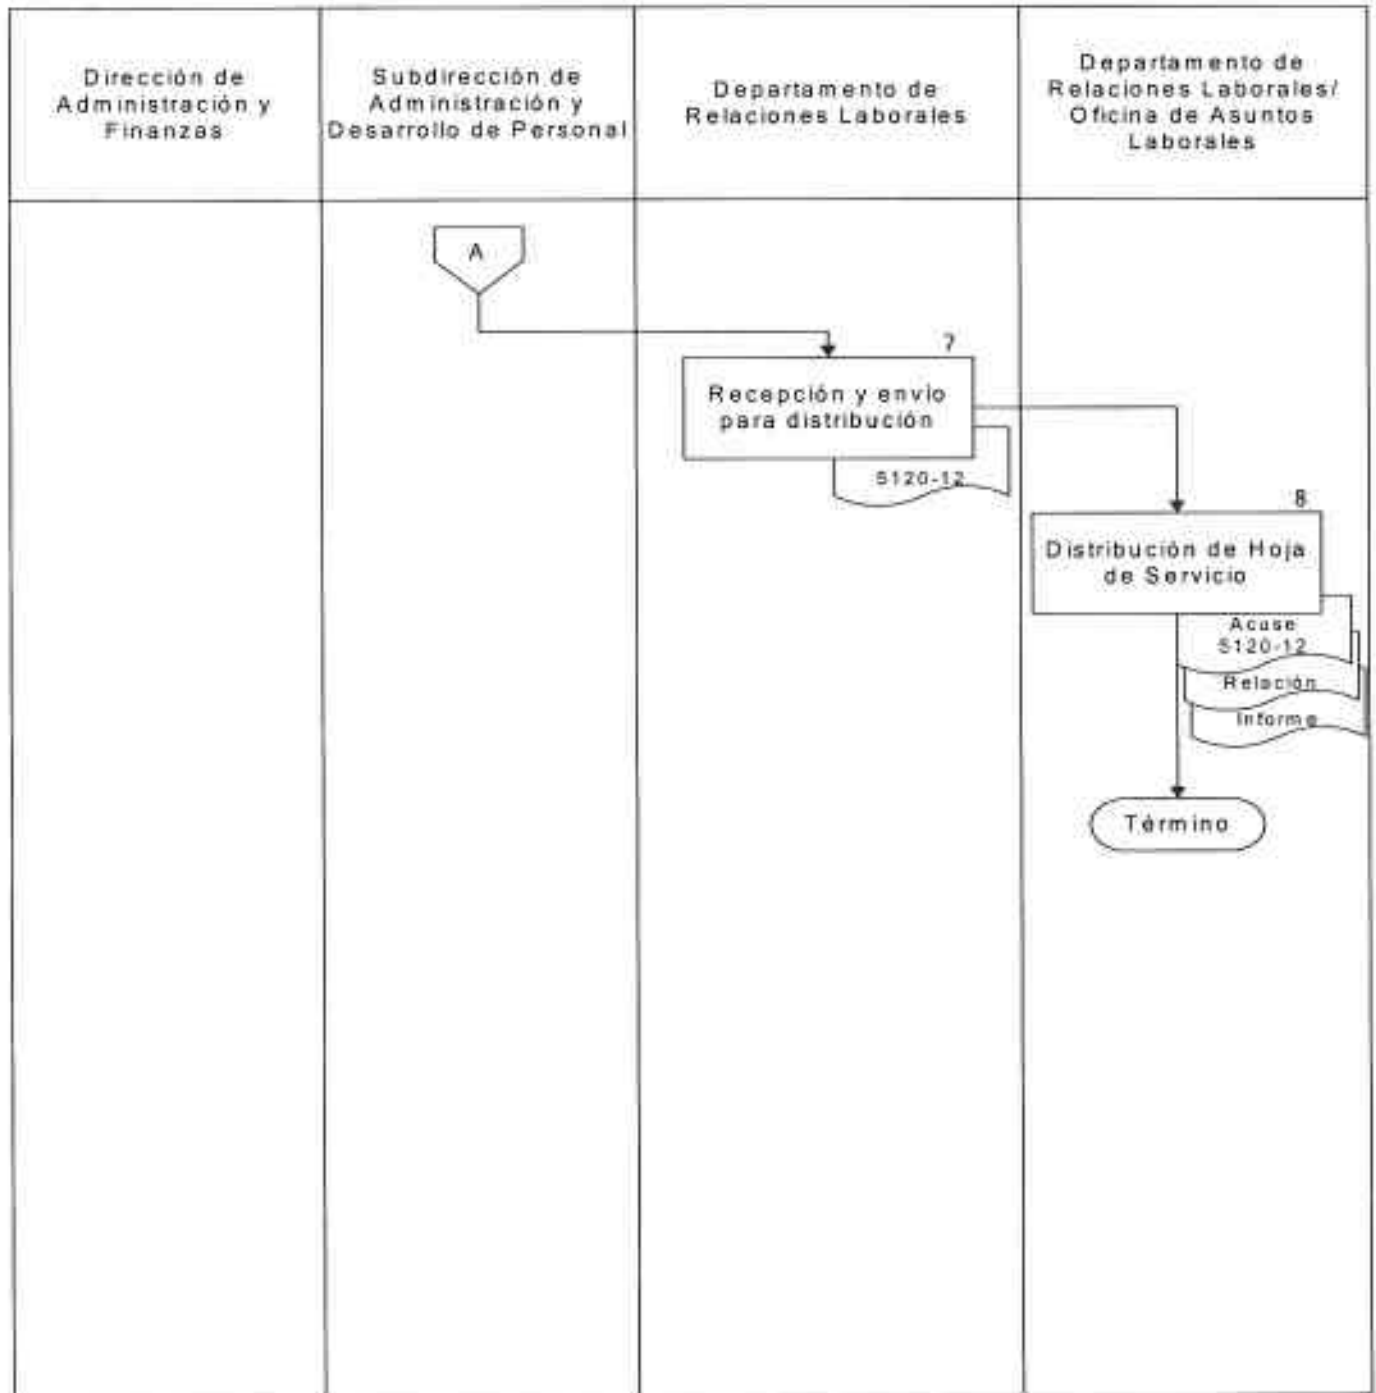 Dirección de
Administración y
Finanzas
Subdirección de
Administración y
Desarrollo de Personal
Departamento de
Relaciones Laborales
Departamento de
Relaciones Laborales/
Oficina de Asuntos
Laborales
A
7
Recepción y envío
para distribución
5120-12
8
Distribución de Hoja
de Servicio
Acuse
5120-12
Relación
Informe
Término